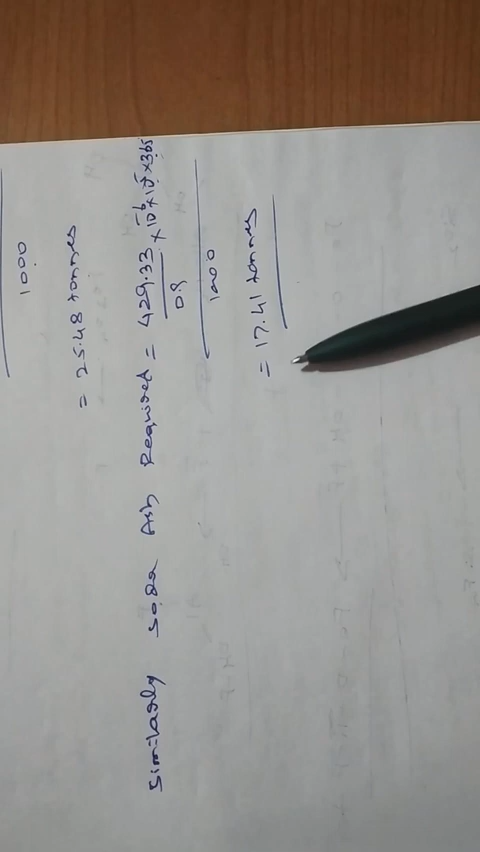 1000
= 25.48 tonnes
Similarly Soda Ash Required = 429.33 × 10⁻⁶ × 10⁵ × 365
0.9
1000
= 17.41 tonnes